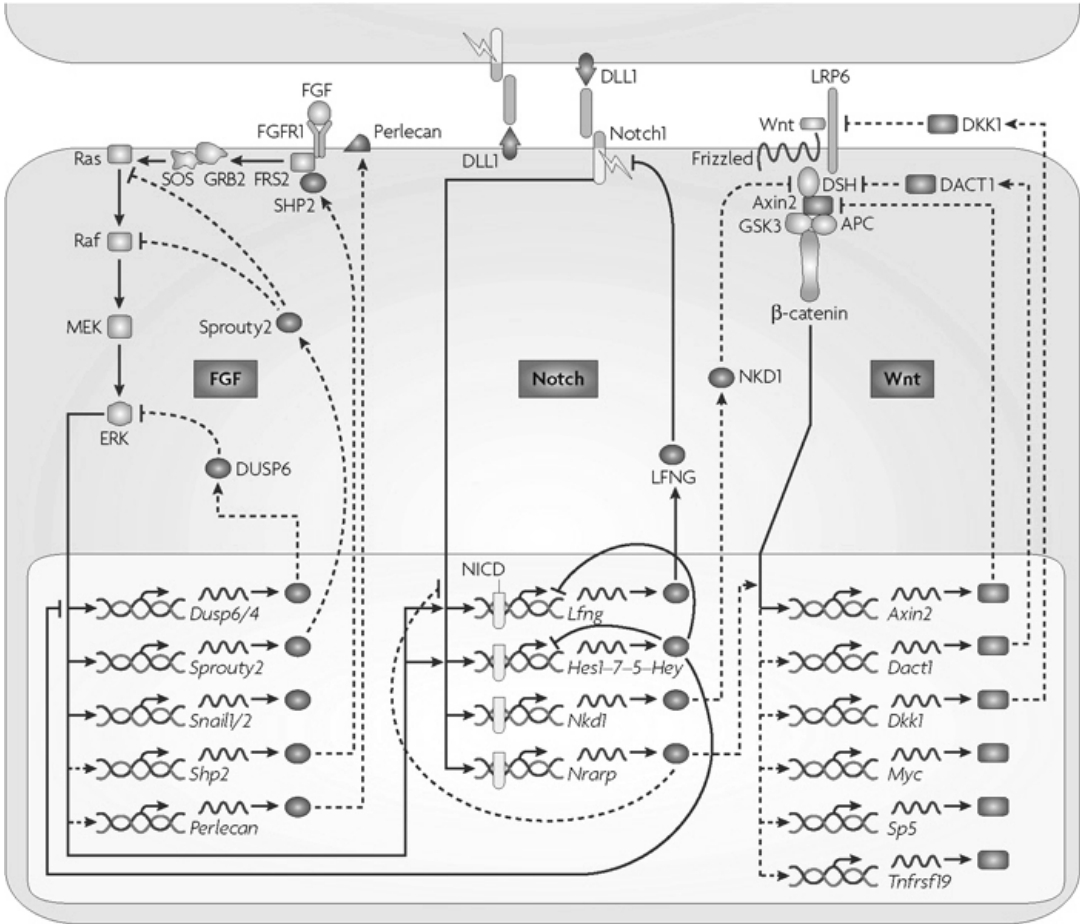 DLL1
LRP6
FGF
FGFR1
Perlecan
Notch1
Wnt
DKK1
Ras
SOS
GRB2
FRS2
DLL1
Frizzled
SHP2
DSH
DACT1
Axin2
GSK3
APC
Raf
β-catenin
MEK
Sprouty2
FGF
Notch
NKD1
Wnt
ERK
DUSP6
LFNG
NICD
Dusp6/4
Lfng
Axin2
Sprouty2
Hes1–7–5–Hey
Dact1
Snail1/2
Nkd1
Dkk1
Shp2
Nrarp
Myc
Perlecan
Sp5
Tnfrsf19